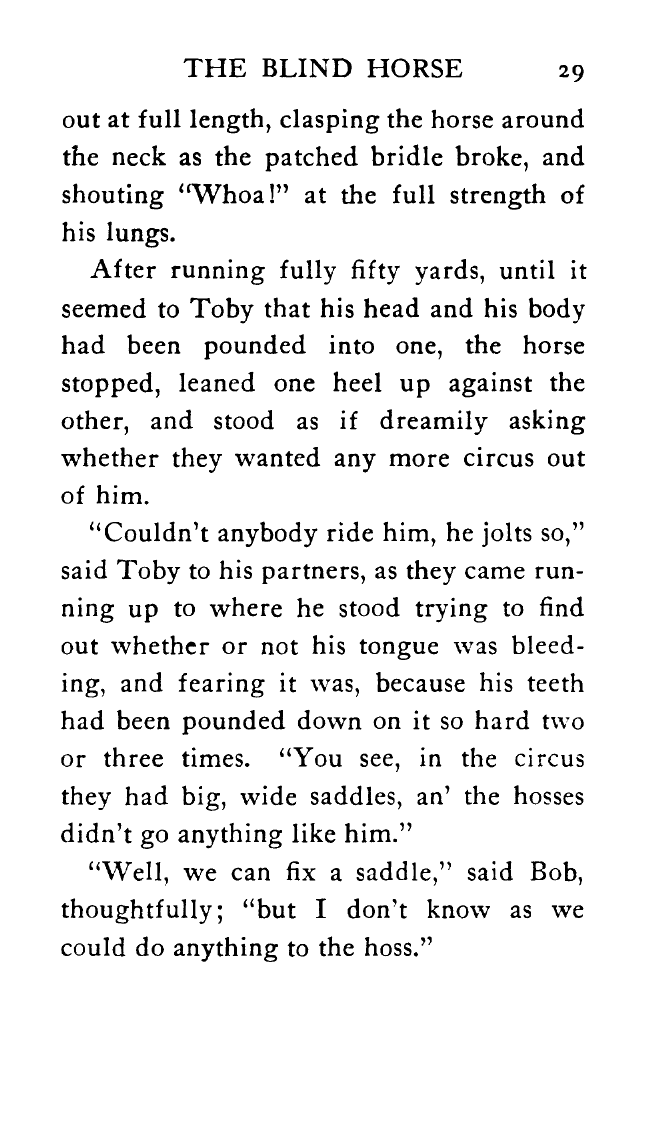 THE BLIND HORSE 29
out at full length, clasping the horse around
the neck as the patched bridle broke, and
shouting “Whoa!” at the full strength of
his lungs.
After running fully fifty yards, until it
seemed to Toby that his head and his body
had been pounded into one, the horse
stopped, leaned one heel up against the
other, and stood as if dreamily asking
whether they wanted any more circus out
of him.
“Couldn’t anybody ride him, he jolts so,”
said Toby to his partners, as they came run-
ning up to where he stood trying to find
out whether or not his tongue was bleed-
ing, and fearing it was, because his teeth
had been pounded down on it so hard two
or three times. “You see, in the circus
they had big, wide saddles, an’ the hosses
didn’t go anything like him.”
“Well, we can fix a saddle,” said Bob,
thoughtfully; “but I don’t know as we
could do anything to the hoss.”